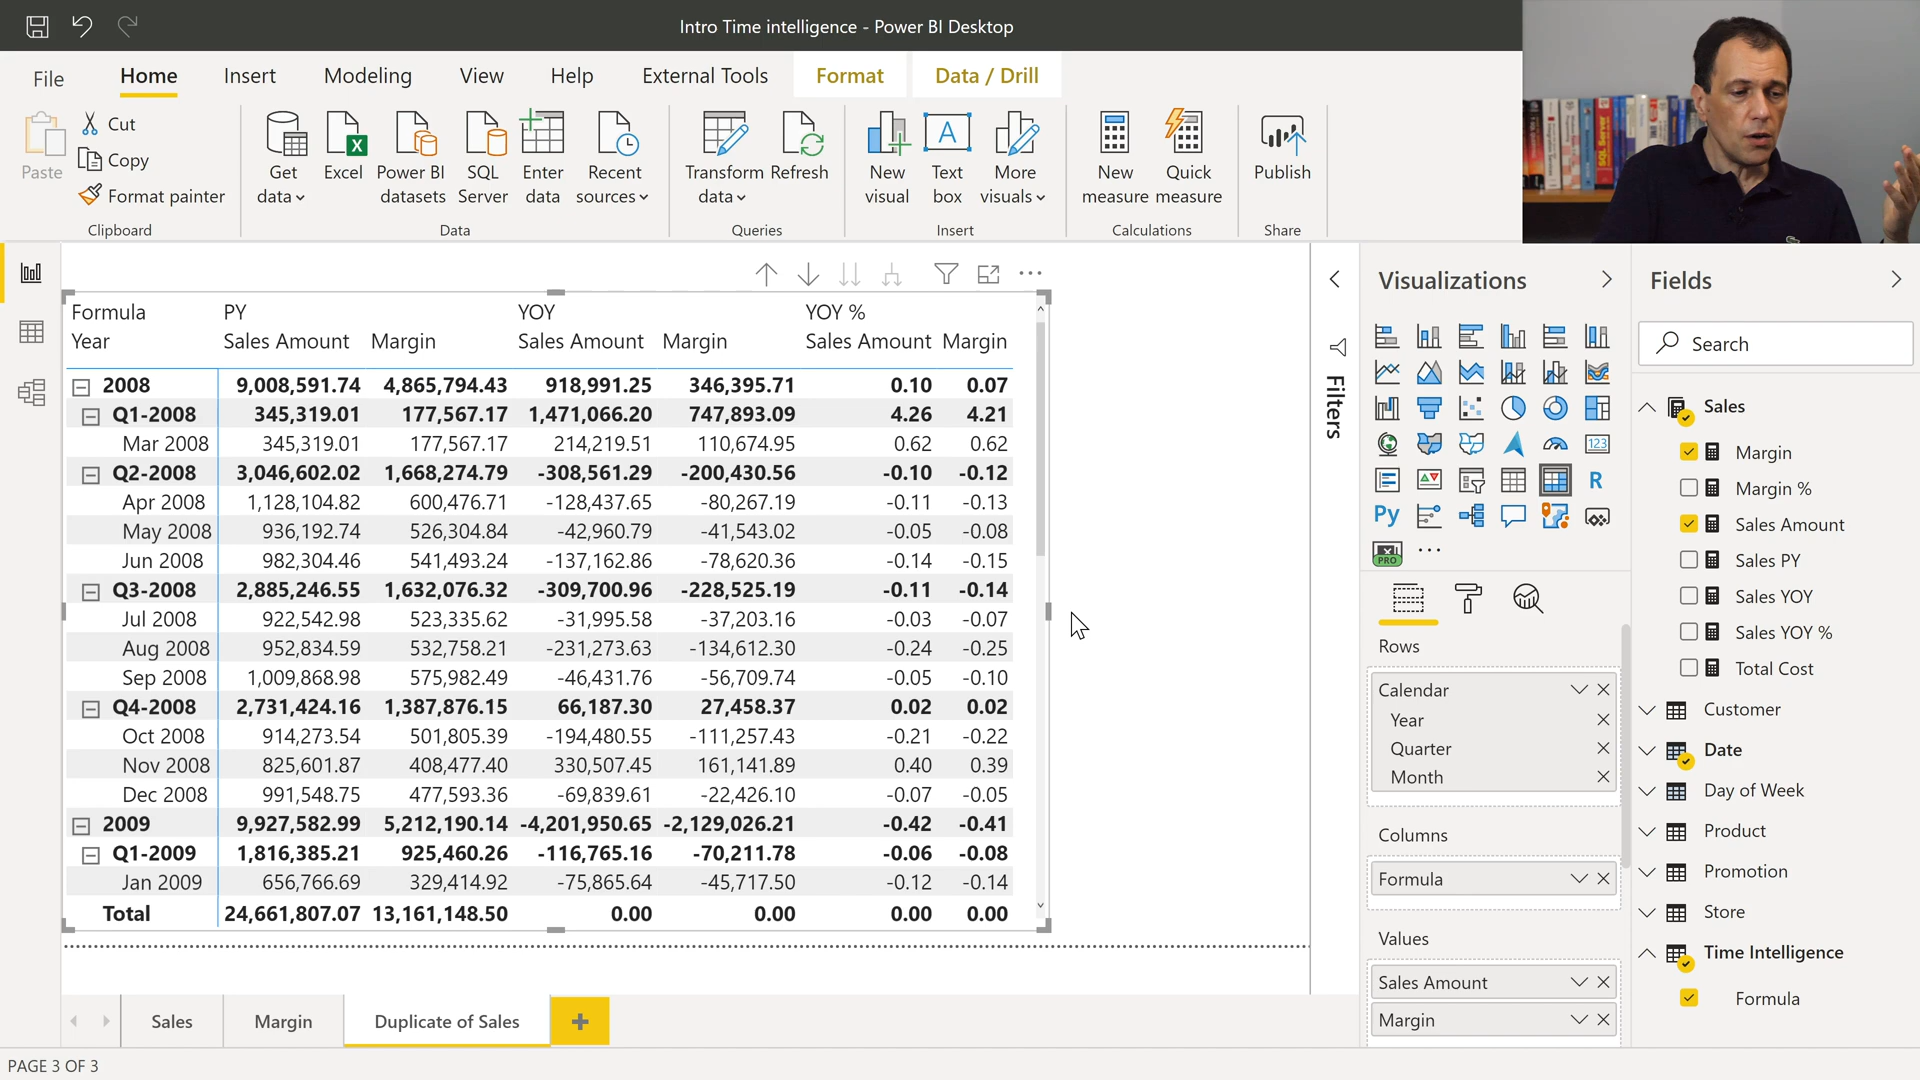 Intro Time intelligence - Power BI Desktop
File Home Insert Modeling View Help External Tools Format Data / Drill
Paste
Cut
Copy
Format painter
Get data
Excel
Power BI datasets
SQL Server
Enter data
Recent sources
Transform data
Refresh
New visual
Text box
More visuals
New measure
Quick measure
Publish
Clipboard Data Queries Insert Calculations Share
Formula PY YOY YOY %
Year Sales Amount Margin Sales Amount Margin Sales Amount Margin
2008 9,008,591.74 4,865,794.43 918,991.25 346,395.71 0.10 0.07
Q1-2008 345,319.01 177,567.17 1,471,066.20 747,893.09 4.26 4.21
Mar 2008 345,319.01 177,567.17 214,219.51 110,674.95 0.62 0.62
Q2-2008 3,046,602.02 1,668,274.79 -308,561.29 -200,430.56 -0.10 -0.12
Apr 2008 1,128,104.82 600,476.71 -128,437.65 -80,267.19 -0.11 -0.13
May 2008 936,192.74 526,304.84 -42,960.79 -41,543.02 -0.05 -0.08
Jun 2008 982,304.46 541,493.24 -137,162.86 -78,620.36 -0.14 -0.15
Q3-2008 2,885,246.55 1,632,076.32 -309,700.96 -228,525.19 -0.11 -0.14
Jul 2008 922,542.98 523,335.62 -31,995.58 -37,203.16 -0.03 -0.07
Aug 2008 952,834.59 532,758.21 -231,273.63 -134,612.30 -0.24 -0.25
Sep 2008 1,009,868.98 575,982.49 -46,431.76 -56,709.74 -0.05 -0.10
Q4-2008 2,731,424.16 1,387,876.15 66,187.30 27,458.37 0.02 0.02
Oct 2008 914,273.54 501,805.39 -194,480.55 -111,257.43 -0.21 -0.22
Nov 2008 825,601.87 408,477.40 330,507.45 161,141.89 0.40 0.39
Dec 2008 991,548.75 477,593.36 -69,839.61 -22,426.10 -0.07 -0.05
2009 9,927,582.99 5,212,190.14 -4,201,950.65 -2,129,026.21 -0.42 -0.41
Q1-2009 1,816,385.21 925,460.26 -116,765.16 -70,211.78 -0.06 -0.08
Jan 2009 656,766.69 329,414.92 -75,865.64 -45,717.50 -0.12 -0.14
Total 24,661,807.07 13,161,148.50 0.00 0.00 0.00 0.00
Filters
Visualizations
123
R
Py
PRO
Rows
Calendar
Year
Quarter
Month
Columns
Formula
Values
Sales Amount
Margin
Fields
Search
Sales
Margin
Margin %
Sales Amount
Sales PY
Sales YOY
Sales YOY %
Total Cost
Customer
Date
Day of Week
Product
Promotion
Store
Time Intelligence
Formula
Sales Margin Duplicate of Sales
PAGE 3 OF 3